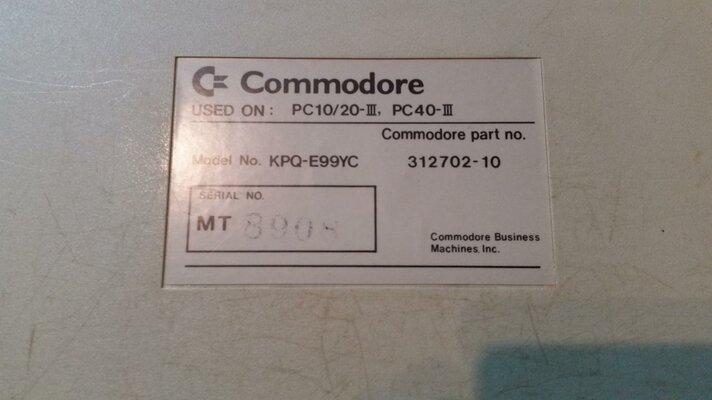 Commodore
USED ON: PC10/20-III, PC40-III
Commodore part no.
Model No. KPQ-E99YC 312702-10
SERIAL NO.
MT 8908
Commodore Business
Machines, Inc.